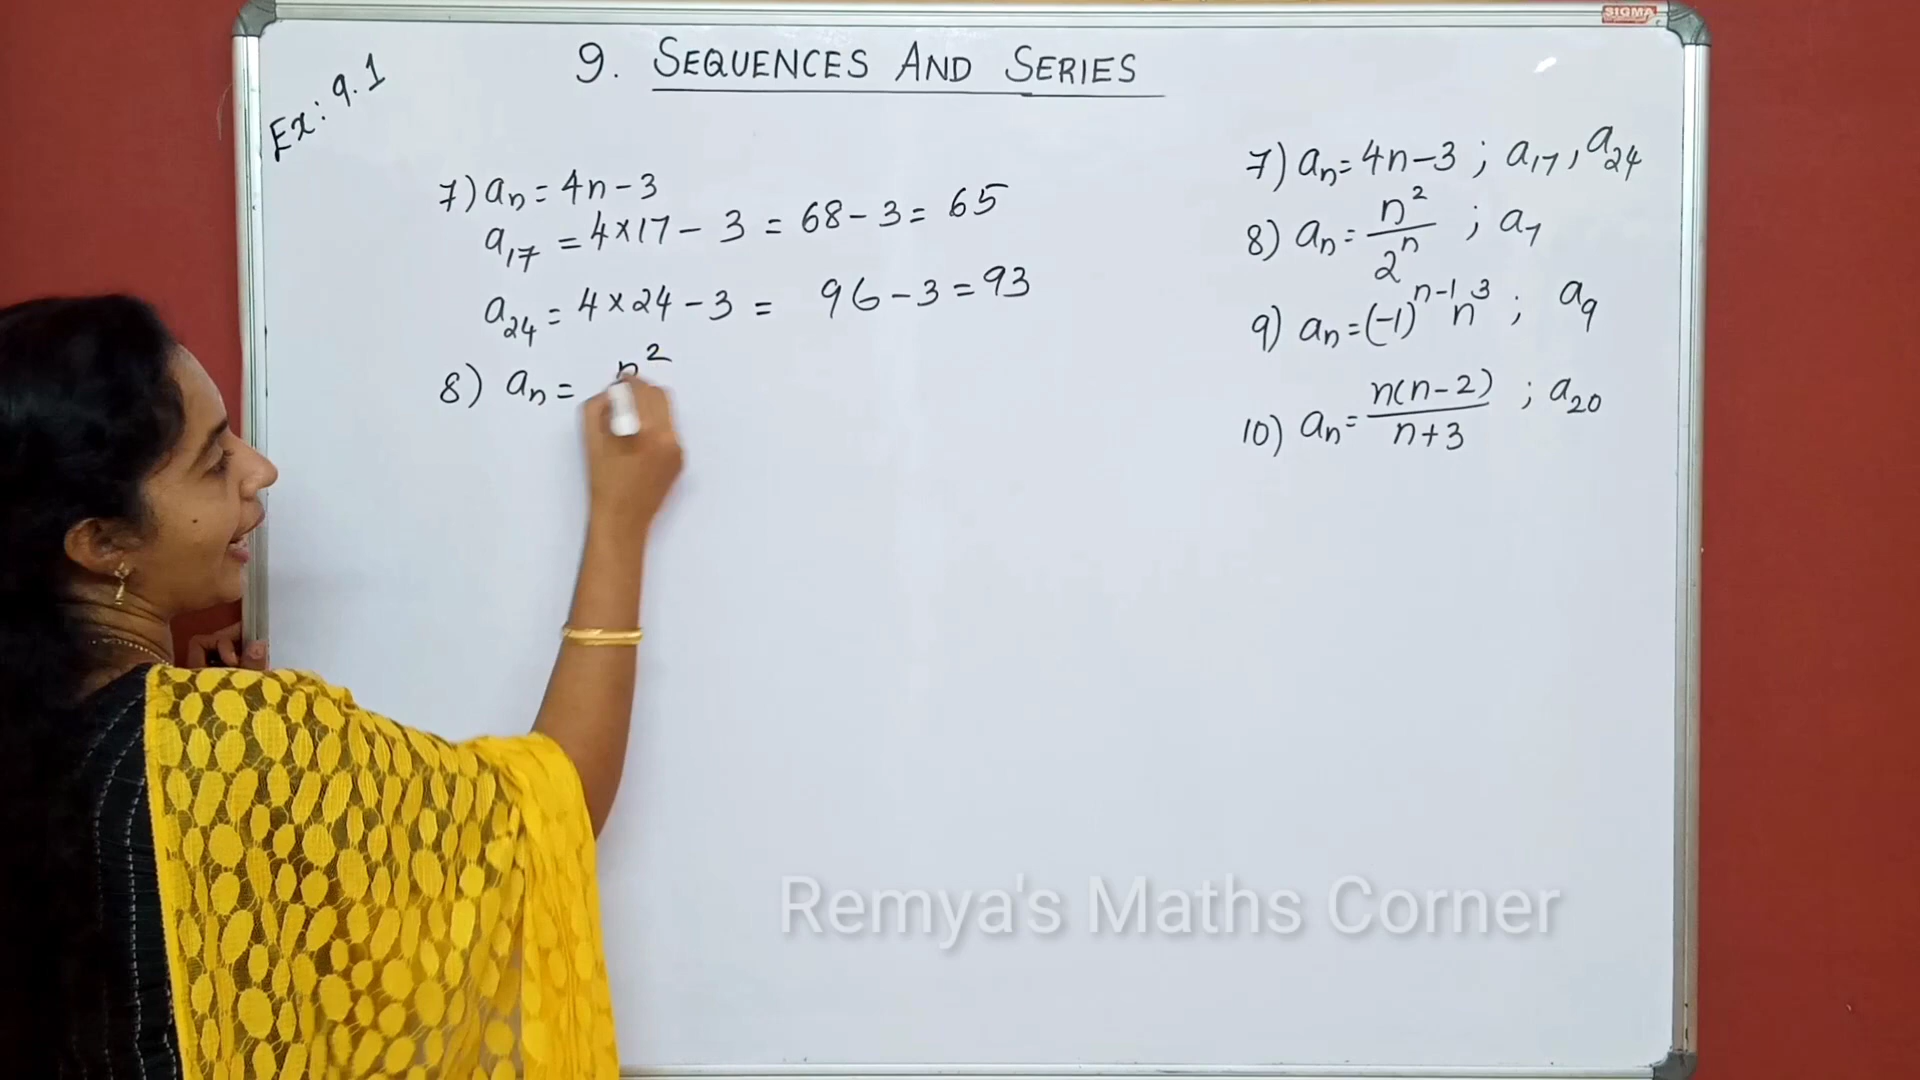 SIGMA
Ex: 9.1
9. SEQUENCES AND SERIES
7) aₙ = 4n - 3
a₁₇ = 4×17 - 3 = 68 - 3 = 65
a₂₄ = 4×24 - 3 = 96 - 3 = 93
8) aₙ = n²
7) aₙ = 4n - 3 ; a₁₇, a₂₄
8) aₙ = n²/2ⁿ ; a₇
9) aₙ = (-1)ⁿ⁻¹ n³ ; a₉
10) aₙ = n(n-2)/n+3 ; a₂₀
Remya's Maths Corner